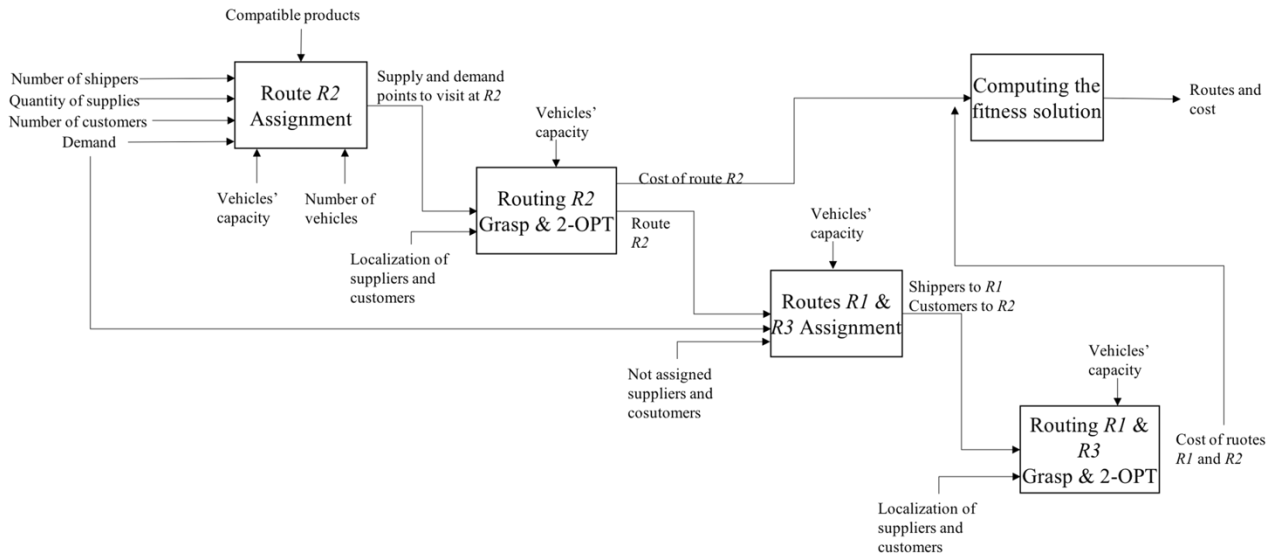 Compatible products
Number of shippers
Quantity of supplies
Number of customers
Demand
Route R2
Assignment
Vehicles'
capacity
Number of
vehicles
Supply and demand
points to visit at R2
Vehicles'
capacity
Routing R2
Grasp & 2-OPT
Localization of
suppliers and
customers
Cost of route R2
Route
R2
Computing the
fitness solution
Routes and
cost
Vehicles'
capacity
Routes R1 &
R3 Assignment
Not assigned
suppliers and
cosutomers
Shippers to R1
Customers to R2
Vehicles'
capacity
Routing R1 &
R3
Grasp & 2-OPT
Localization of
suppliers and
customers
Cost of ruotes
R1 and R2